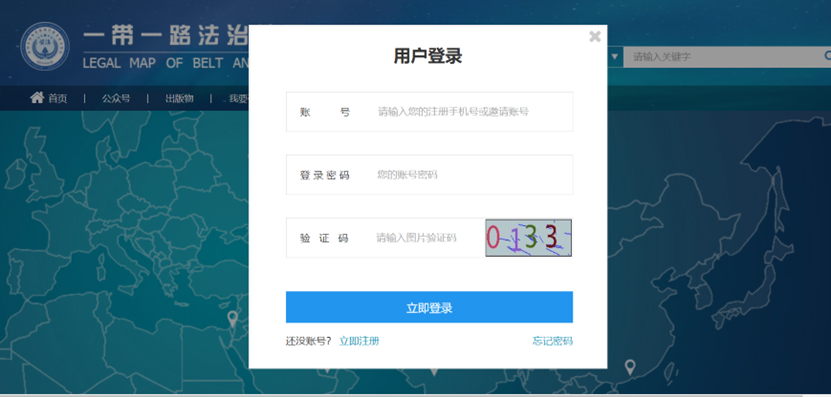 一带一路法治
LEGAL MAP OF BELT AN
请输入关键字
首页 | 公众号 | 出版物 | 我要
用户登录
账 号 请输入您的注册手机号或邀请账号
登录密码 您的账号密码
验证码 请输入图片验证码 0133
立即登录
还没账号？ 立即注册 忘记密码